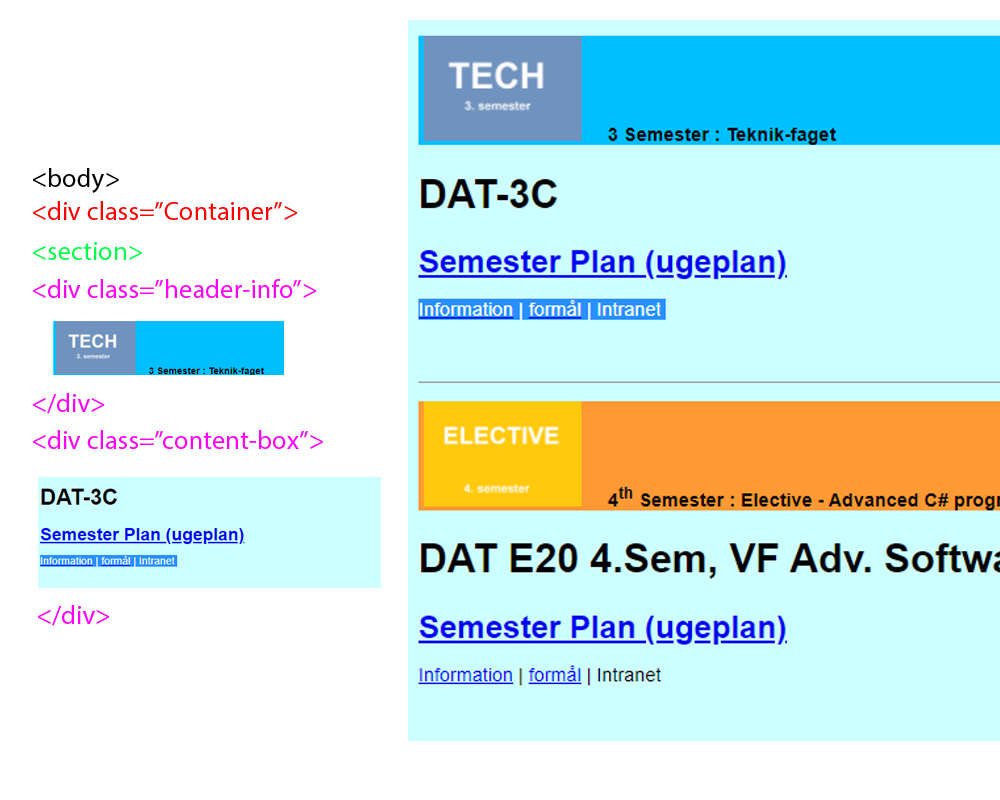 <body>
<div class=”Container”>
<section>
<div class=”header-info”>
TECH
3. semester
3 Semester : Teknik-faget
</div>
<div class=”content-box”>
DAT-3C
Semester Plan (ugeplan)
Information | formål | Intranet
</div>
TECH
3. semester
3 Semester : Teknik-faget
DAT-3C
Semester Plan (ugeplan)
Information | formål | Intranet
ELECTIVE
4. semester
4th Semester : Elective - Advanced C# progr
DAT E20 4.Sem, VF Adv. Softwa
Semester Plan (ugeplan)
Information | formål | Intranet